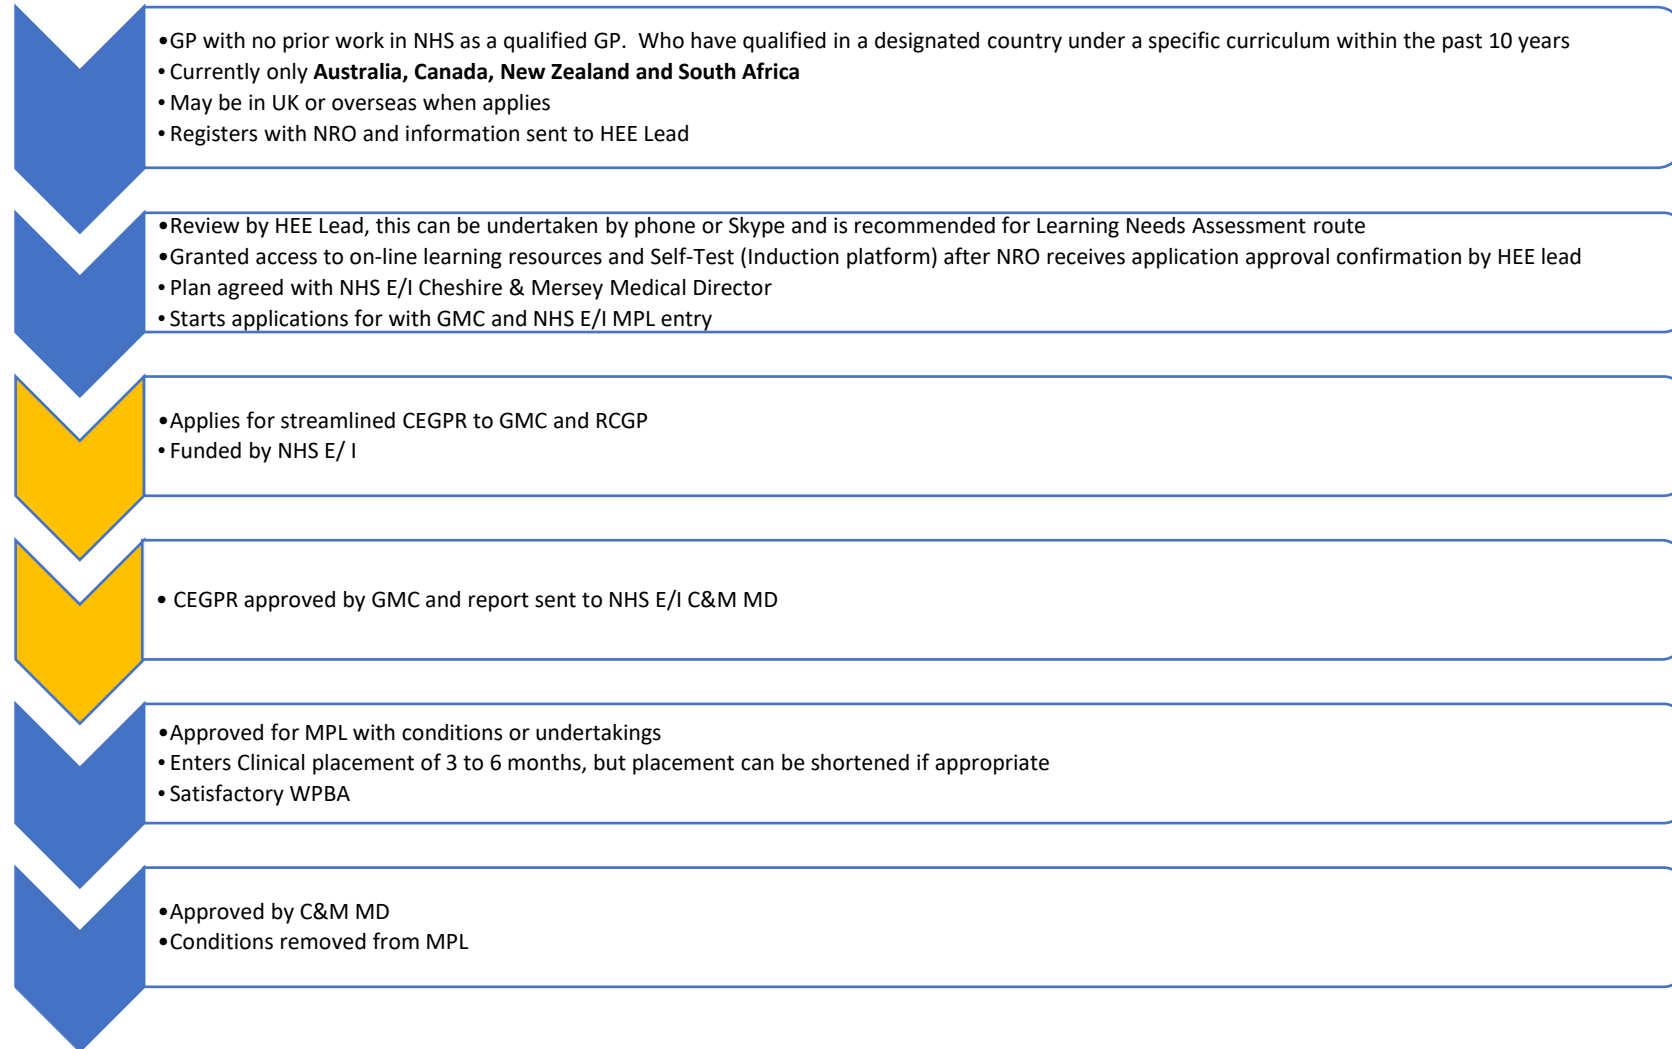 •GP with no prior work in NHS as a qualified GP.  Who have qualified in a designated country under a specific curriculum within the past 10 years
• Currently only Australia, Canada, New Zealand and South Africa
• May be in UK or overseas when applies
• Registers with NRO and information sent to HEE Lead
•Review by HEE Lead, this can be undertaken by phone or Skype and is recommended for Learning Needs Assessment route
•Granted access to on-line learning resources and Self-Test (Induction platform) after NRO receives application approval confirmation by HEE lead
• Plan agreed with NHS E/I Cheshire & Mersey Medical Director
• Starts applications for with GMC and NHS E/I MPL entry
•Applies for streamlined CEGPR to GMC and RCGP
• Funded by NHS E/ I
• CEGPR approved by GMC and report sent to NHS E/I C&M MD
•Approved for MPL with conditions or undertakings
• Enters Clinical placement of 3 to 6 months, but placement can be shortened if appropriate
• Satisfactory WPBA
•Approved by C&M MD
•Conditions removed from MPL